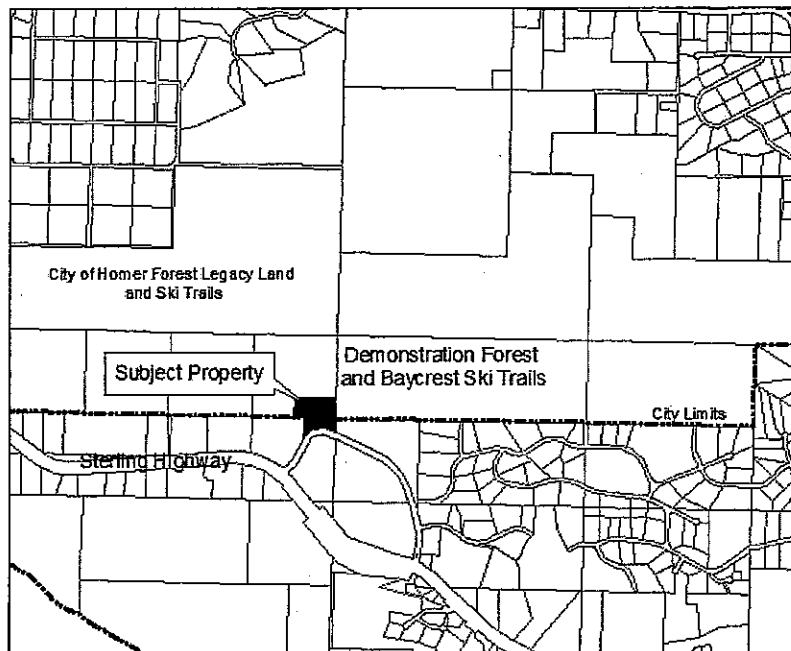 City of Homer Forest Legacy Land
and Ski Trails
Demonstration Forest
and Baycrest Ski Trails
Subject Property
City Limits
Sterling Highway